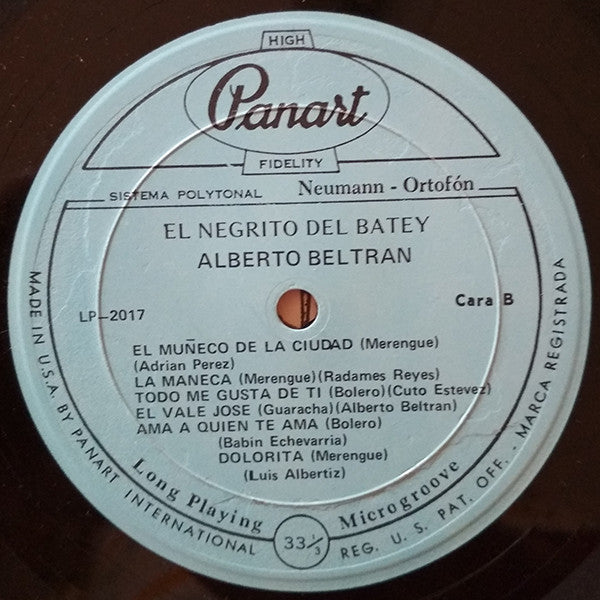 HIGH
Panart
FIDELITY
SISTEMA POLYTONAL Neumann - Ortofón
EL NEGRITO DEL BATEY
ALBERTO BELTRAN
LP-2017 Cara B
EL MUÑECO DE LA CIUDAD (Merengue)
(Adrian Perez)
LA MANECA (Merengue)(Radames Reyes)
TODO ME GUSTA DE TI (Bolero)(Cuto Estevez)
EL VALE JOSE (Guaracha)(Alberto Beltran)
AMA A QUIEN TE AMA (Bolero)
(Babin Echevarria)
DOLORITA (Merengue)
(Luis Albertiz)
Long Playing 33⅓ Microgroove
MADE IN U.S.A. BY PANART INTERNATIONAL
REG. U. S. PAT. OFF. - MARCA REGISTRADA